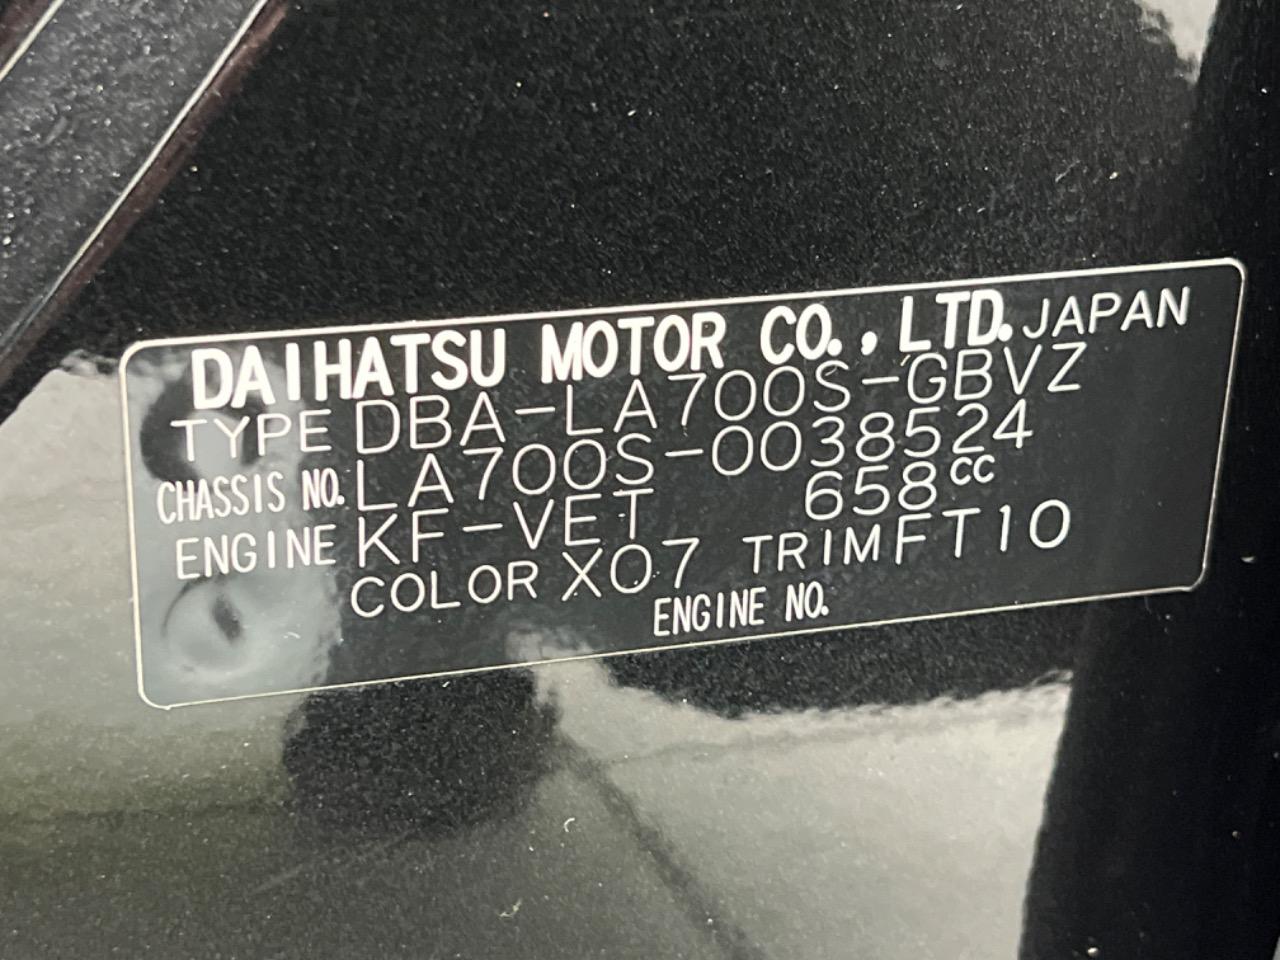 DAIHATSU MOTOR CO., LTD. JAPAN
TYPE DBA-LA700S-GBVZ
CHASSIS NO. LA700S-0038524
ENGINE KF-VET 658cc
COLOR X07 TRIM FT10
ENGINE NO.